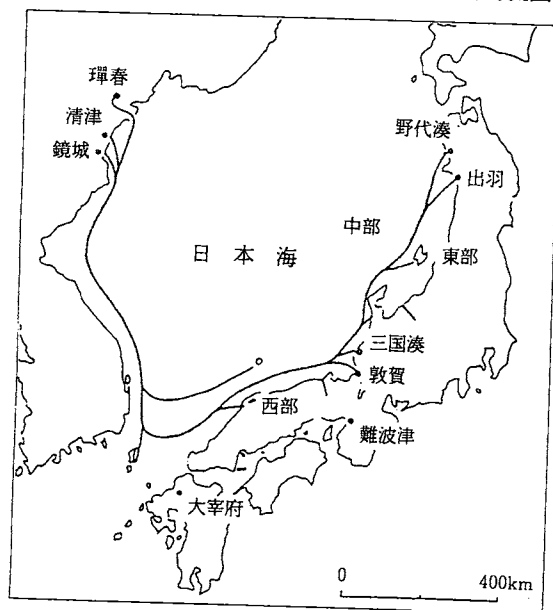 琿春
清津
鏡城
野代湊
出羽
中部
日本海
東部
三国湊
敦賀
西部
難波津
大宰府
0
400km